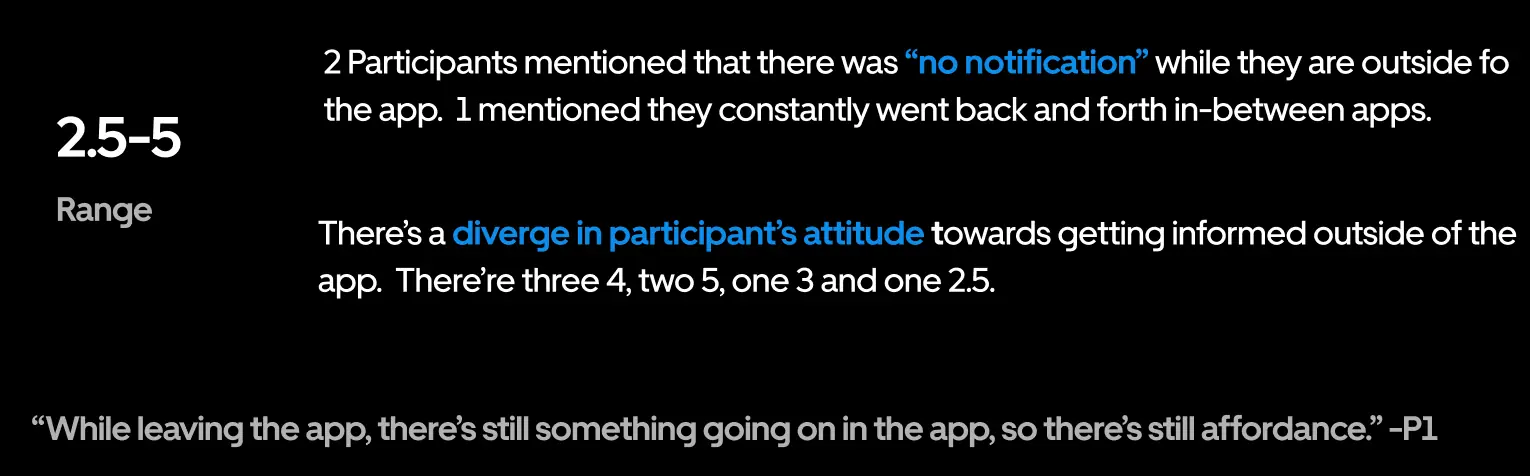 2 Participants mentioned that there was “no notification” while they are outside fo
the app.  1 mentioned they constantly went back and forth in-between apps.
2.5-5
Range
There’s a diverge in participant’s attitude towards getting informed outside of the
app.  There’re three 4, two 5, one 3 and one 2.5.
“While leaving the app, there’s still something going on in the app, so there’s still affordance.” -P1